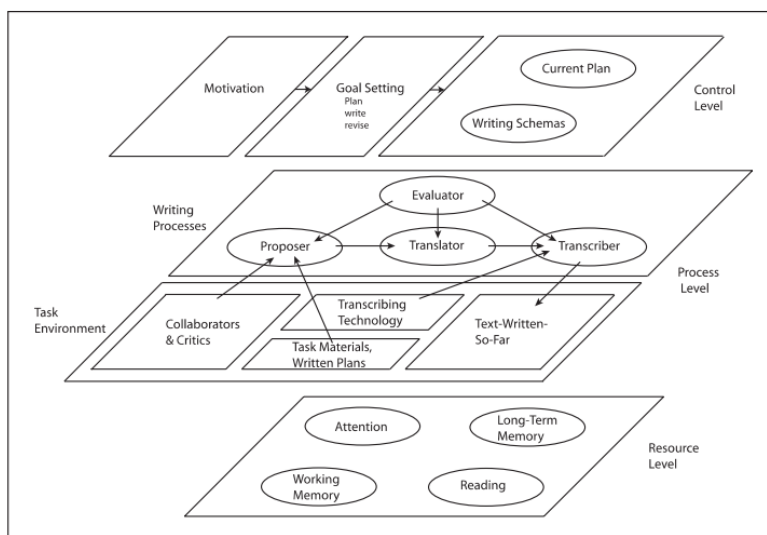 Motivation
Goal Setting
Plan
write
revise
Current Plan
Writing Schemas
Control
Level
Writing
Processes
Evaluator
Proposer
Translator
Transcriber
Process
Level
Task
Environment
Collaborators
& Critics
Transcribing
Technology
Task Materials,
Written Plans
Text-Written-
So-Far
Attention
Long-Term
Memory
Working
Memory
Reading
Resource
Level